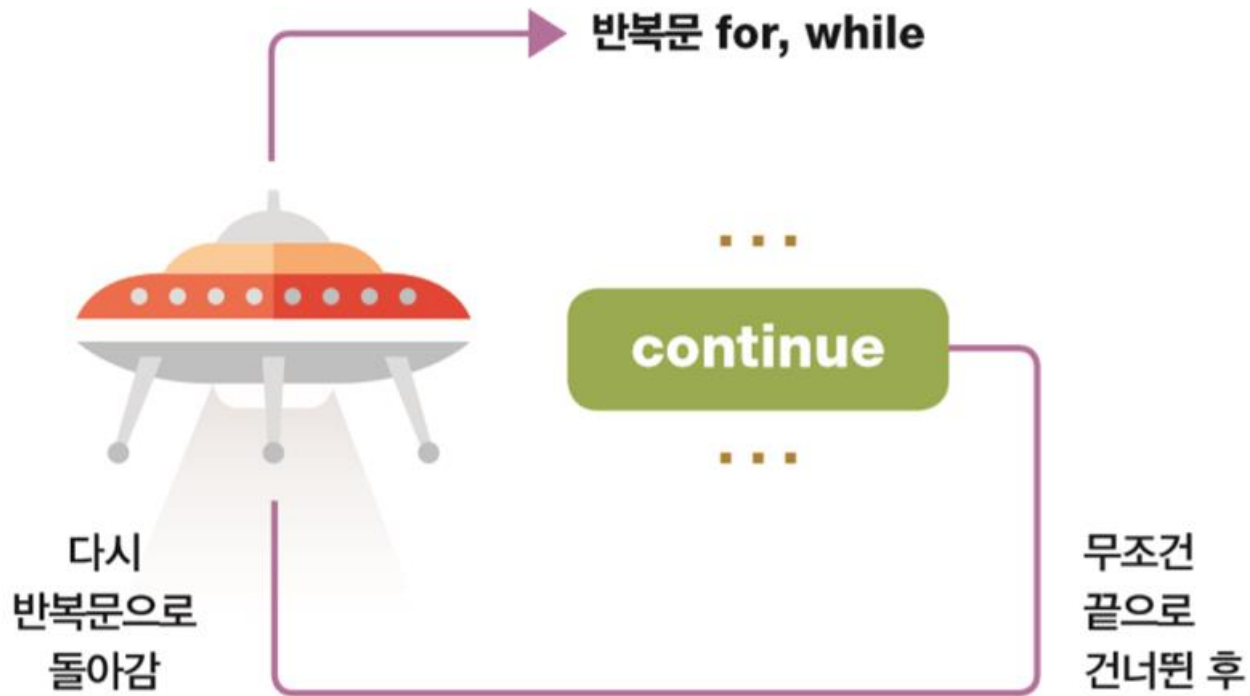 반복문 for, while
...
continue
...
무조건
끝으로
건너뛴 후
다시
반복문으로
돌아감